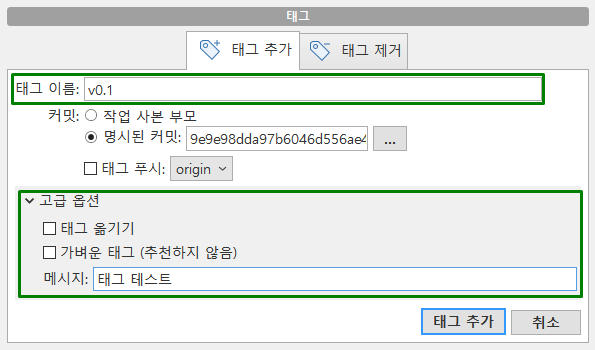 태그
태그 추가
태그 제거
태그 이름: v0.1
커밋: 작업 사본 부모
명시된 커밋: 9e9e98dda97b6046d556ae4 ...
태그 푸시: origin
고급 옵션
태그 옮기기
가벼운 태그 (추천하지 않음)
메시지: 태그 테스트
태그 추가 취소